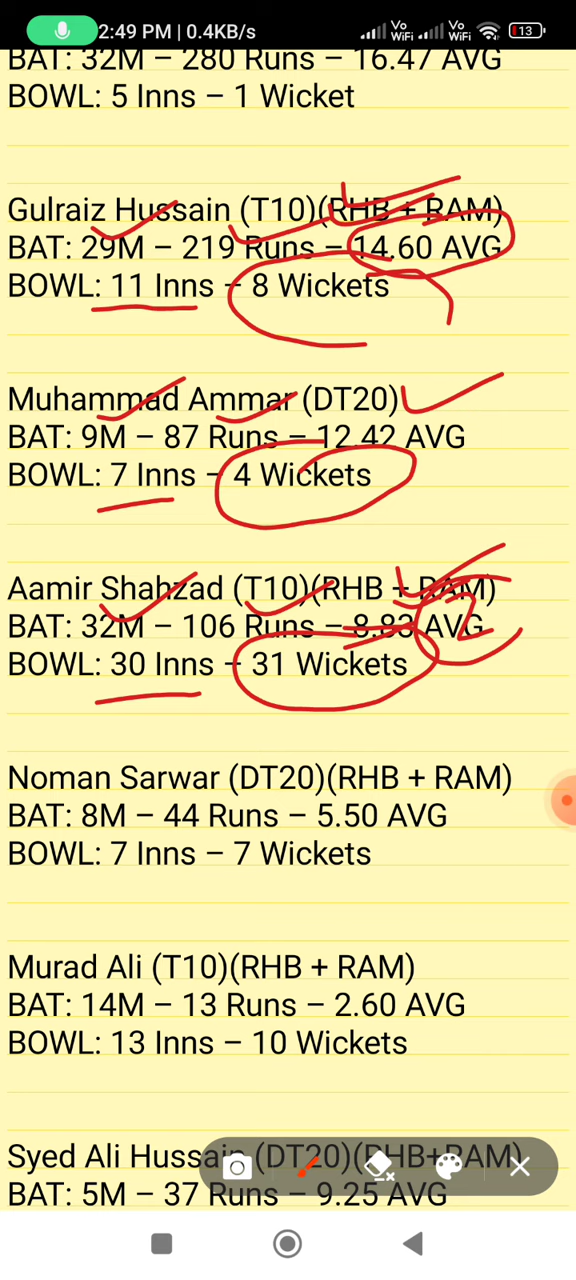 2:49 PM | 0.4KB/s Vo WiFi Vo WiFi 13
BAT: 32M – 280 Runs – 16.47 AVG
BOWL: 5 Inns – 1 Wicket
Gulraiz Hussain (T10)(RHB + RAM)
BAT: 29M – 219 Runs – 14.60 AVG
BOWL: 11 Inns – 8 Wickets
Muhammad Ammar (DT20)
BAT: 9M – 87 Runs – 12.42 AVG
BOWL: 7 Inns – 4 Wickets
Aamir Shahzad (T10)(RHB + RAM)
BAT: 32M – 106 Runs – 8.83 AVG
BOWL: 30 Inns – 31 Wickets
Noman Sarwar (DT20)(RHB + RAM)
BAT: 8M – 44 Runs – 5.50 AVG
BOWL: 7 Inns – 7 Wickets
Murad Ali (T10)(RHB + RAM)
BAT: 14M – 13 Runs – 2.60 AVG
BOWL: 13 Inns – 10 Wickets
Syed Ali Hussain (DT20)(RHB+RAM)
BAT: 5M – 37 Runs – 9.25 AVG